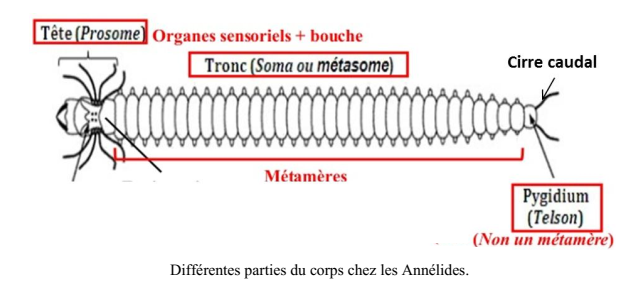 Tête (Prosome) Organes sensoriels + bouche
Tronc (Soma ou métasome)
Cirre caudal
Métamères
Pygidium
(Telson)
(Non un métamère)
Différentes parties du corps chez les Annélides.